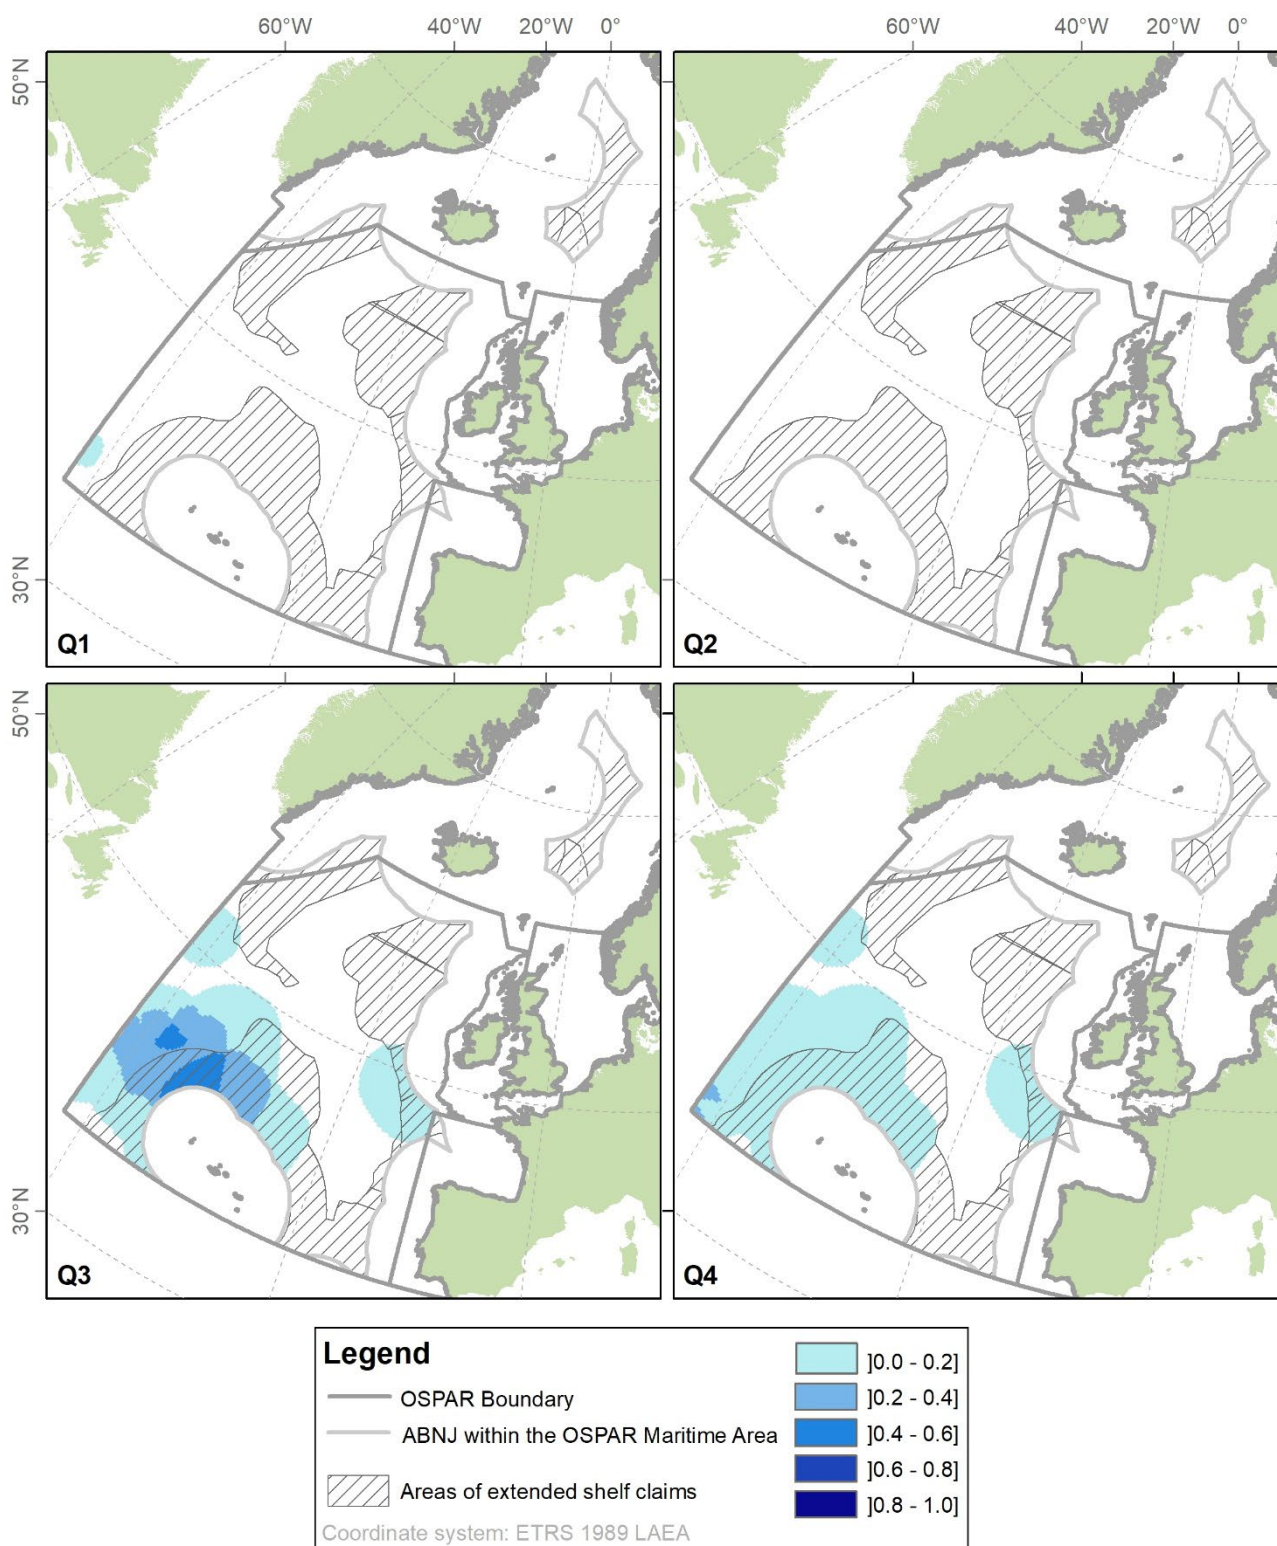 60°W 40°W 20°W 0° 60°W 40°W 20°W 0°
50°N
30°N
Q1 Q2
50°N
30°N
Q3 Q4
Legend
OSPAR Boundary
ABNJ within the OSPAR Maritime Area
Areas of extended shelf claims
Coordinate system: ETRS 1989 LAEA
]0.0 - 0.2]
]0.2 - 0.4]
]0.4 - 0.6]
]0.6 - 0.8]
]0.8 - 1.0]